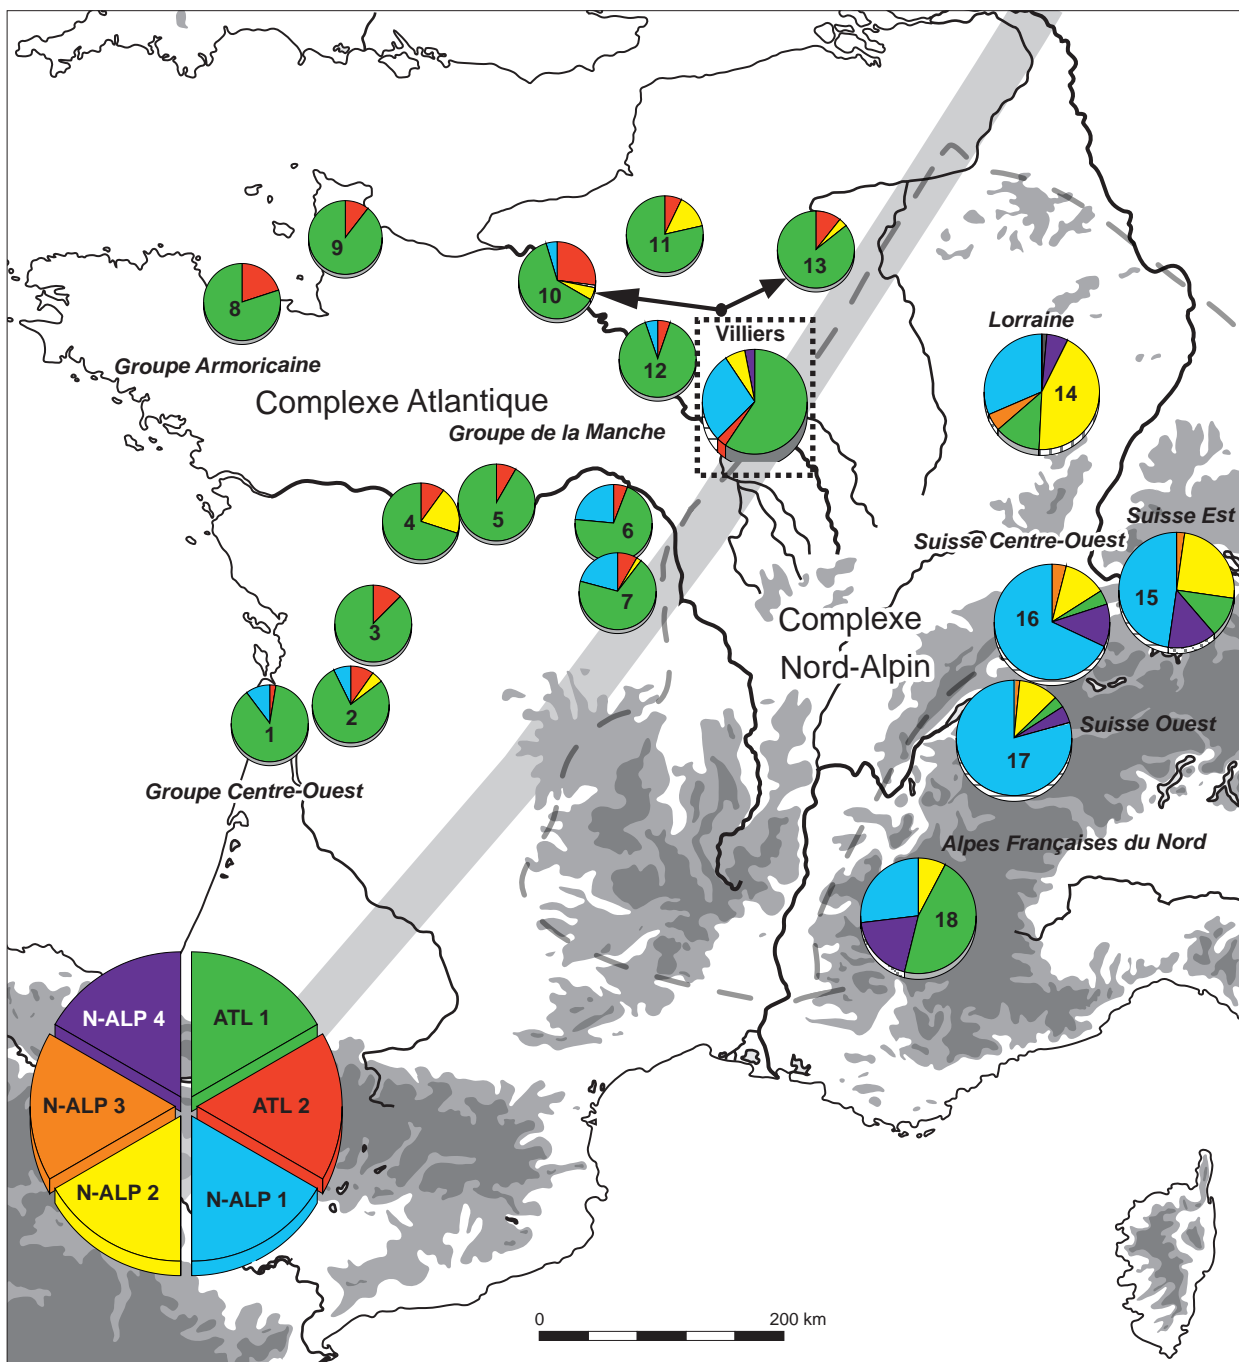 9
11
13
8
10
Villiers
Lorraine
12
Groupe Armoricaine
14
Complexe Atlantique
Groupe de la Manche
4
5
6
Suisse Est
Suisse Centre-Ouest
7
15
16
3
Complexe
Nord-Alpin
2
1
Suisse Ouest
17
Groupe Centre-Ouest
Alpes Françaises du Nord
18
N-ALP 4
ATL 1
N-ALP 3
ATL 2
N-ALP 2
N-ALP 1
0
200 km